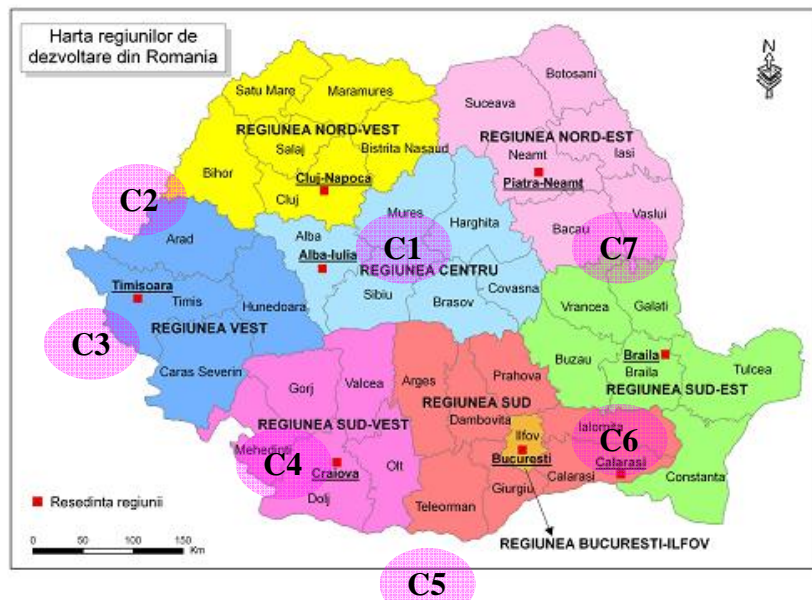 Harta regiunilor de
dezvoltare din Romania
N
Botosani
Satu Mare
Maramures
Suceava
REGIUNEA NORD-VEST
REGIUNEA NORD-EST
Salaj
Bistrita Nasaud
Neamt
Iasi
Bihor
Cluj-Napoca
Piatra-Neamt
C2
Cluj
Mures
Vaslui
Harghita
Bacau
Arad
Alba
C1
C7
Alba-Iulia
REGIUNEA CENTRU
Timisoara
Covasna
Timis
Hunedoara
Sibiu
Brasov
Vrancea
Galati
REGIUNEA VEST
C3
Buzau
Braila
Braila
Tulcea
Caras Severin
Gorj
Valcea
Arges
Prahova
REGIUNEA SUD-EST
REGIUNEA SUD
Dambovita
REGIUNEA SUD-VEST
Ilfov
Ialomita
C6
Mehedinti
C4
Olt
Bucuresti
Calarasi
Craiova
Calarasi
Constanta
Dolj
Giurgiu
Resedinta regiunii
Teleorman
0 50 100 150
Km
REGIUNEA BUCURESTI-ILFOV
C5